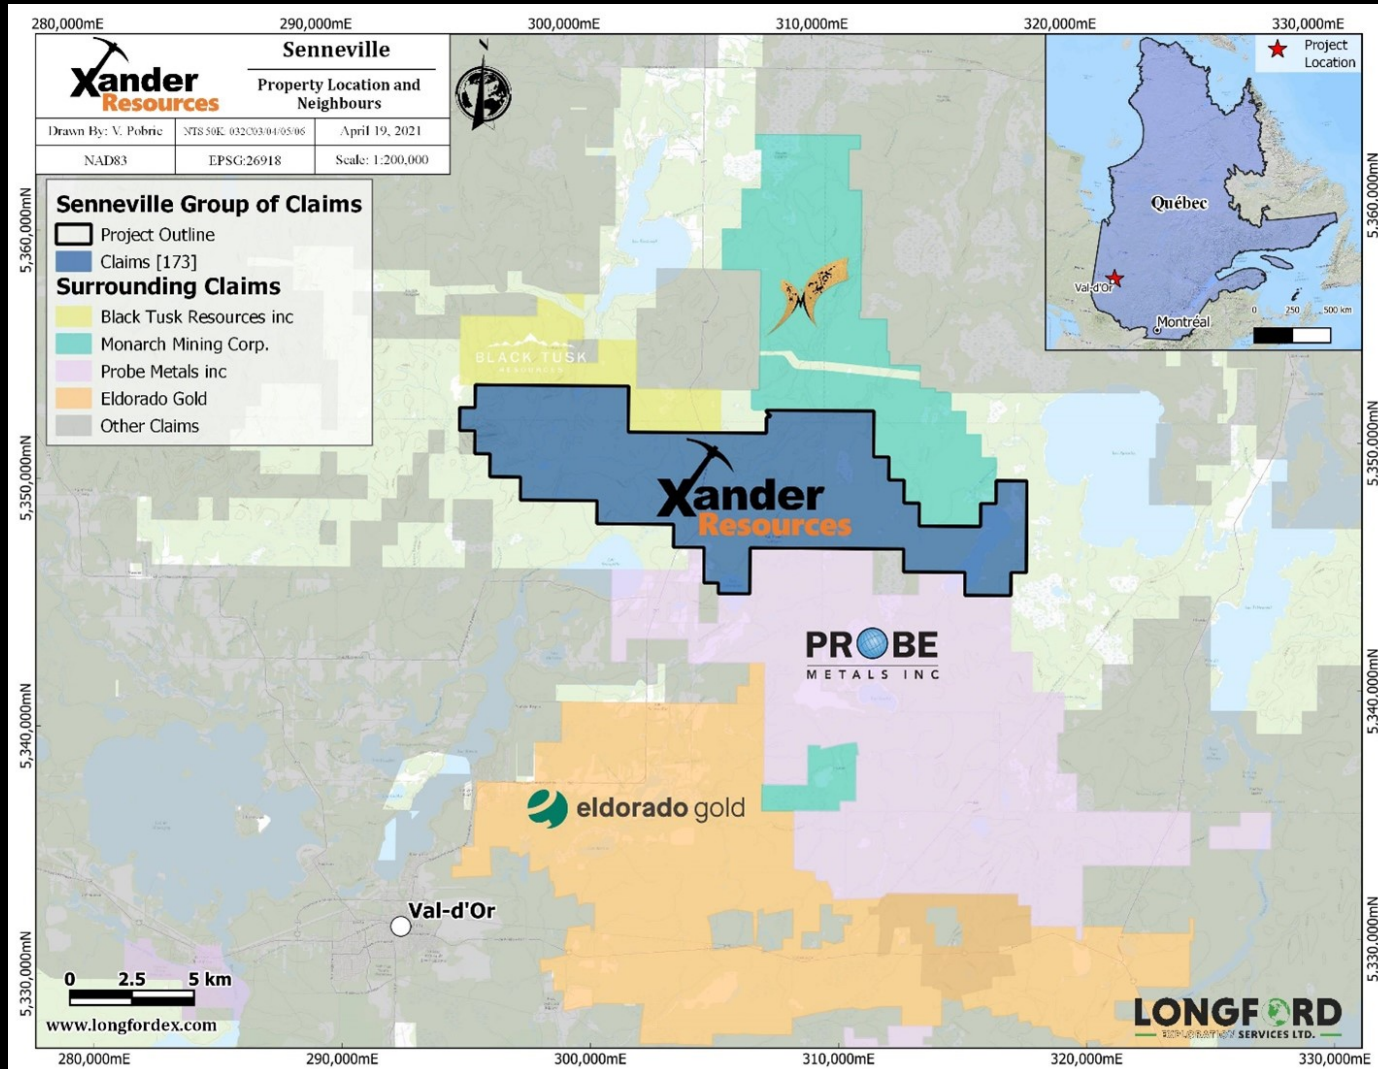 280,000mE 290,000mE 300,000mE 310,000mE 320,000mE 330,000mE
Xander
Resources
Senneville
Property Location and
Neighbours
Drawn By: V. Pobric
NTS 50K: 032C03/04/05/06
April 19, 2021
NAD83
EPSG:26918
Scale: 1:200,000
Senneville Group of Claims
Project Outline
Claims [173]
Surrounding Claims
Black Tusk Resources inc
Monarch Mining Corp.
Probe Metals inc
Eldorado Gold
Other Claims
Project
Location
Québec
Val-d'Or
Montréal
0 250 500 km
5,360,000mN
5,350,000mN
5,340,000mN
5,330,000mN
5,360,000mN
5,350,000mN
5,340,000mN
5,330,000mN
BLACK TUSK
RESOURCES
Xander
Resources
PROBE
METALS INC
eldorado gold
Val-d'Or
0 2.5 5 km
www.longfordex.com
LONGFORD
EXPLORATION SERVICES LTD.
280,000mE 290,000mE 300,000mE 310,000mE 320,000mE 330,000mE